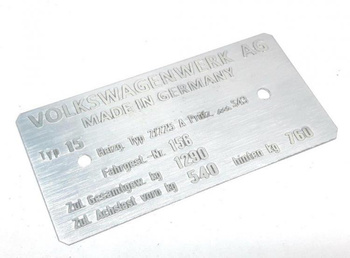 VOLKSWAGENWERK AG
MADE IN GERMANY
Typ 15
Fahrgest.-Nr. 156
Zul. Gesamtgew. kg 1290
Zul. Achslast vorn kg 540 hinten kg 760